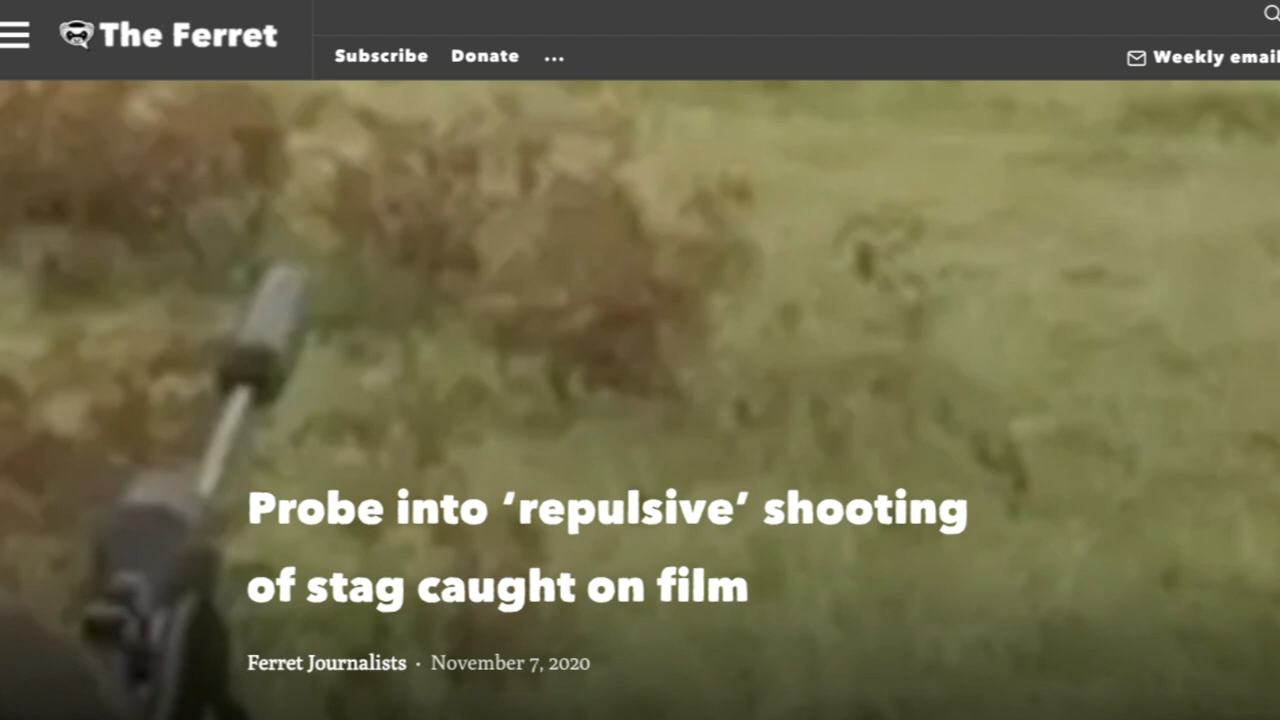 The Ferret
Subscribe Donate ...
Weekly email
Probe into ‘repulsive’ shooting
of stag caught on film
Ferret Journalists · November 7, 2020